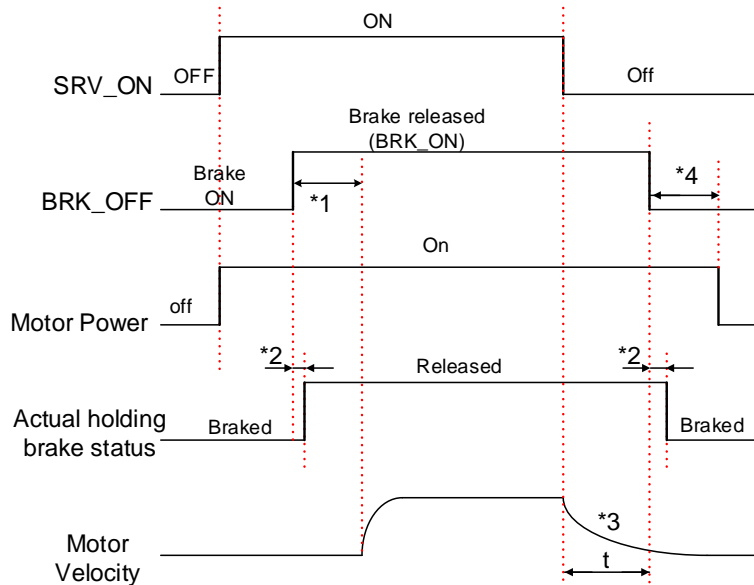 ON
OFF
SRV_ON
Off
Brake released
(BRK_ON)
Brake
ON
BRK_OFF
*1
*4
On
off
Motor Power
*2
Released
*2
Actual holding
brake status
Braked
Braked
*3
Motor
Velocity
t